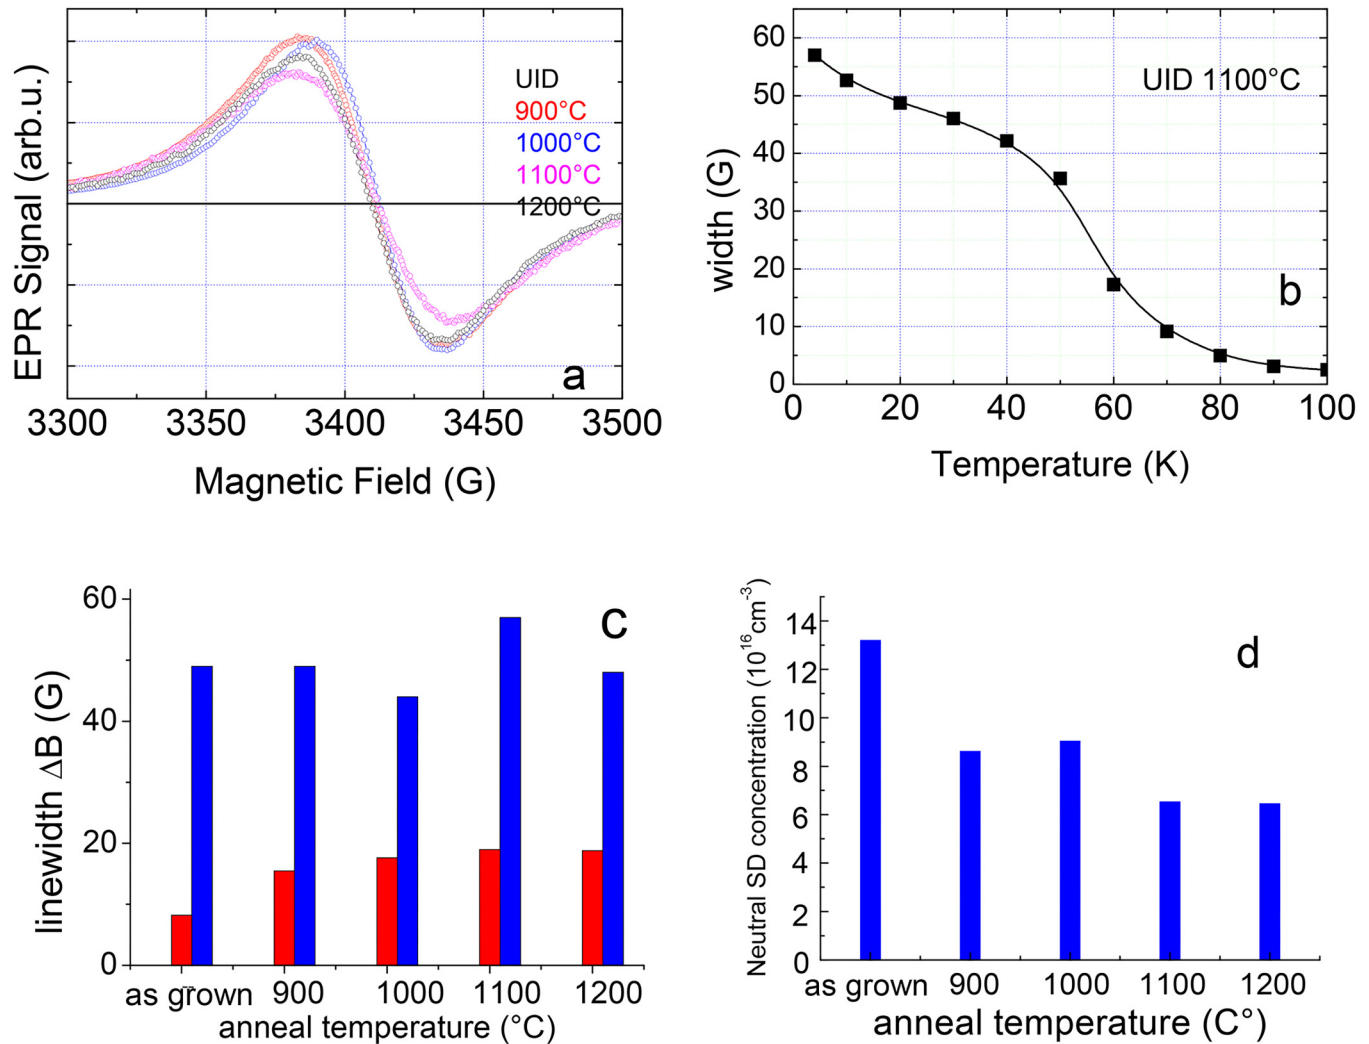 EPR Signal (arb.u.)
UID
900°C
1000°C
1100°C
1200°C
a
3300 3350 3400 3450 3500
Magnetic Field (G)
width (G)
60
50
40
30
20
10
0
UID 1100°C
b
0 20 40 60 80 100
Temperature (K)
linewidth ΔB (G)
60
40
20
0
c
as grown 900 1000 1100 1200
anneal temperature (°C)
Neutral SD concentration (10¹⁶cm⁻³)
14
12
10
8
6
4
2
0
d
as grown 900 1000 1100 1200
anneal temperature (C°)